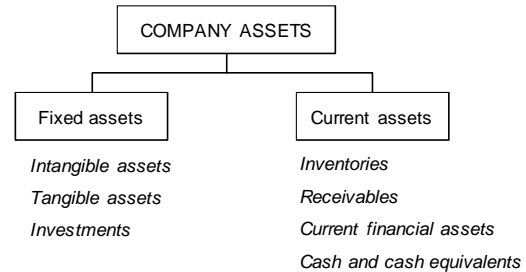 COMPANY ASSETS
Fixed assets
Intangible assets
Tangible assets
Investments
Current assets
Inventories
Receivables
Current financial assets
Cash and cash equivalents